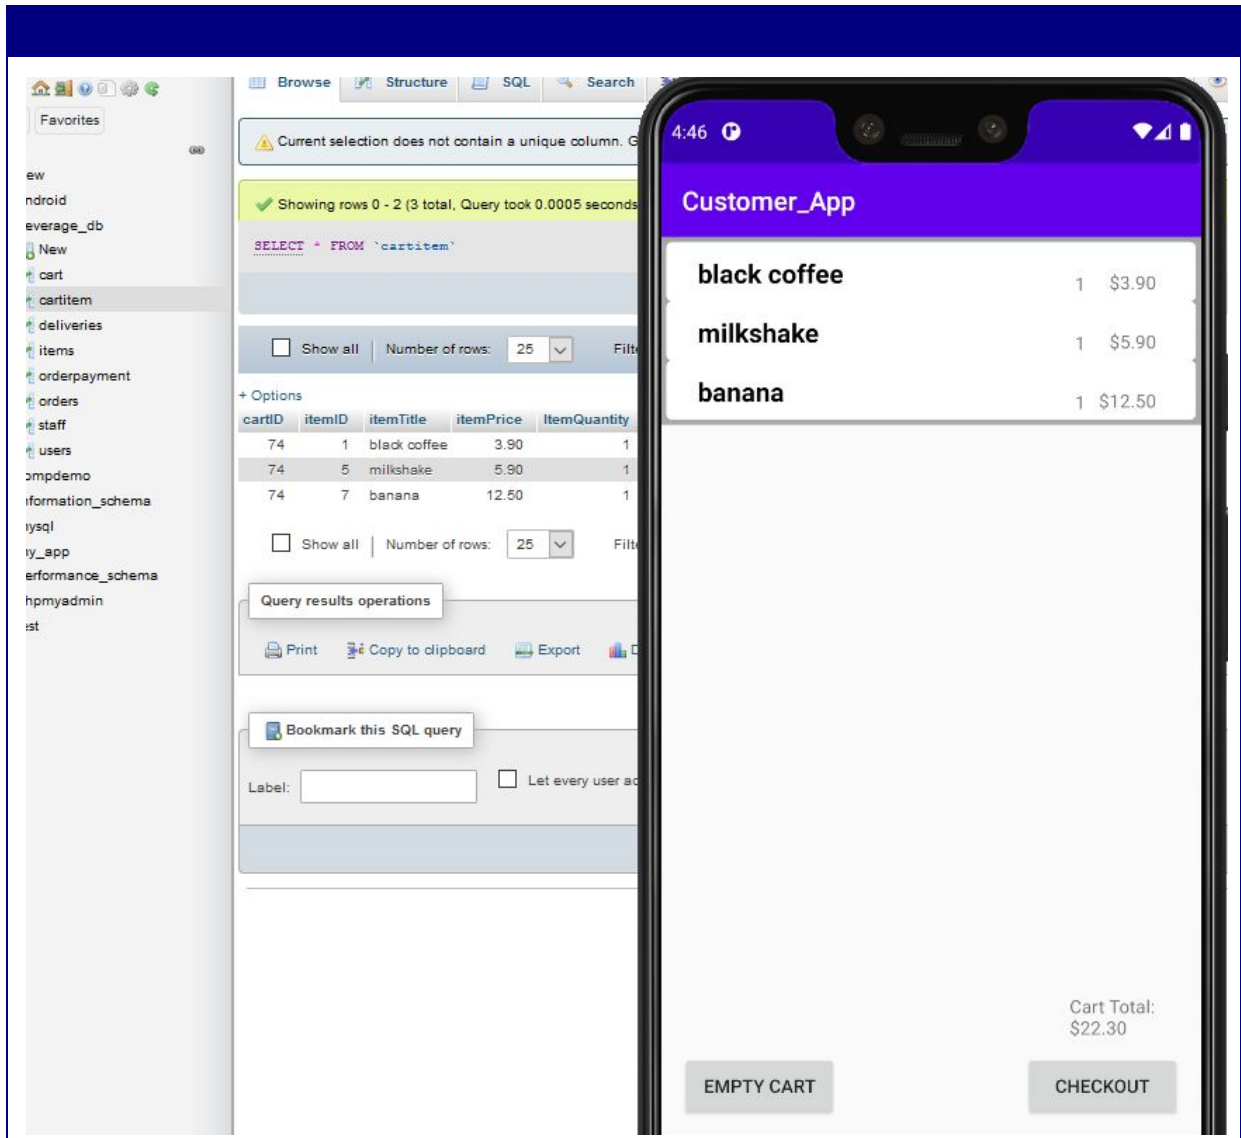 Browse Structure SQL Search
Favorites
Current selection does not contain a unique column. G
ew
ndroid
everage_db
New
cart
cartitem
deliveries
items
orderpayment
orders
staff
users
ompdemo
formation_schema
ysql
y_app
erformance_schema
hpmyadmin
est
Showing rows 0 - 2 (3 total, Query took 0.0005 seconds
SELECT * FROM `cartitem`
Show all Number of rows: 25 Filte
+ Options
cartID itemID itemTitle itemPrice ItemQuantity
74 1 black coffee 3.90 1
74 5 milkshake 5.90 1
74 7 banana 12.50 1
Show all Number of rows: 25 Filte
Query results operations
Print Copy to clipboard Export D
Bookmark this SQL query
Label: Let every user ac
4:46
Customer_App
black coffee 1 $3.90
milkshake 1 $5.90
banana 1 $12.50
Cart Total:
$22.30
EMPTY CART CHECKOUT